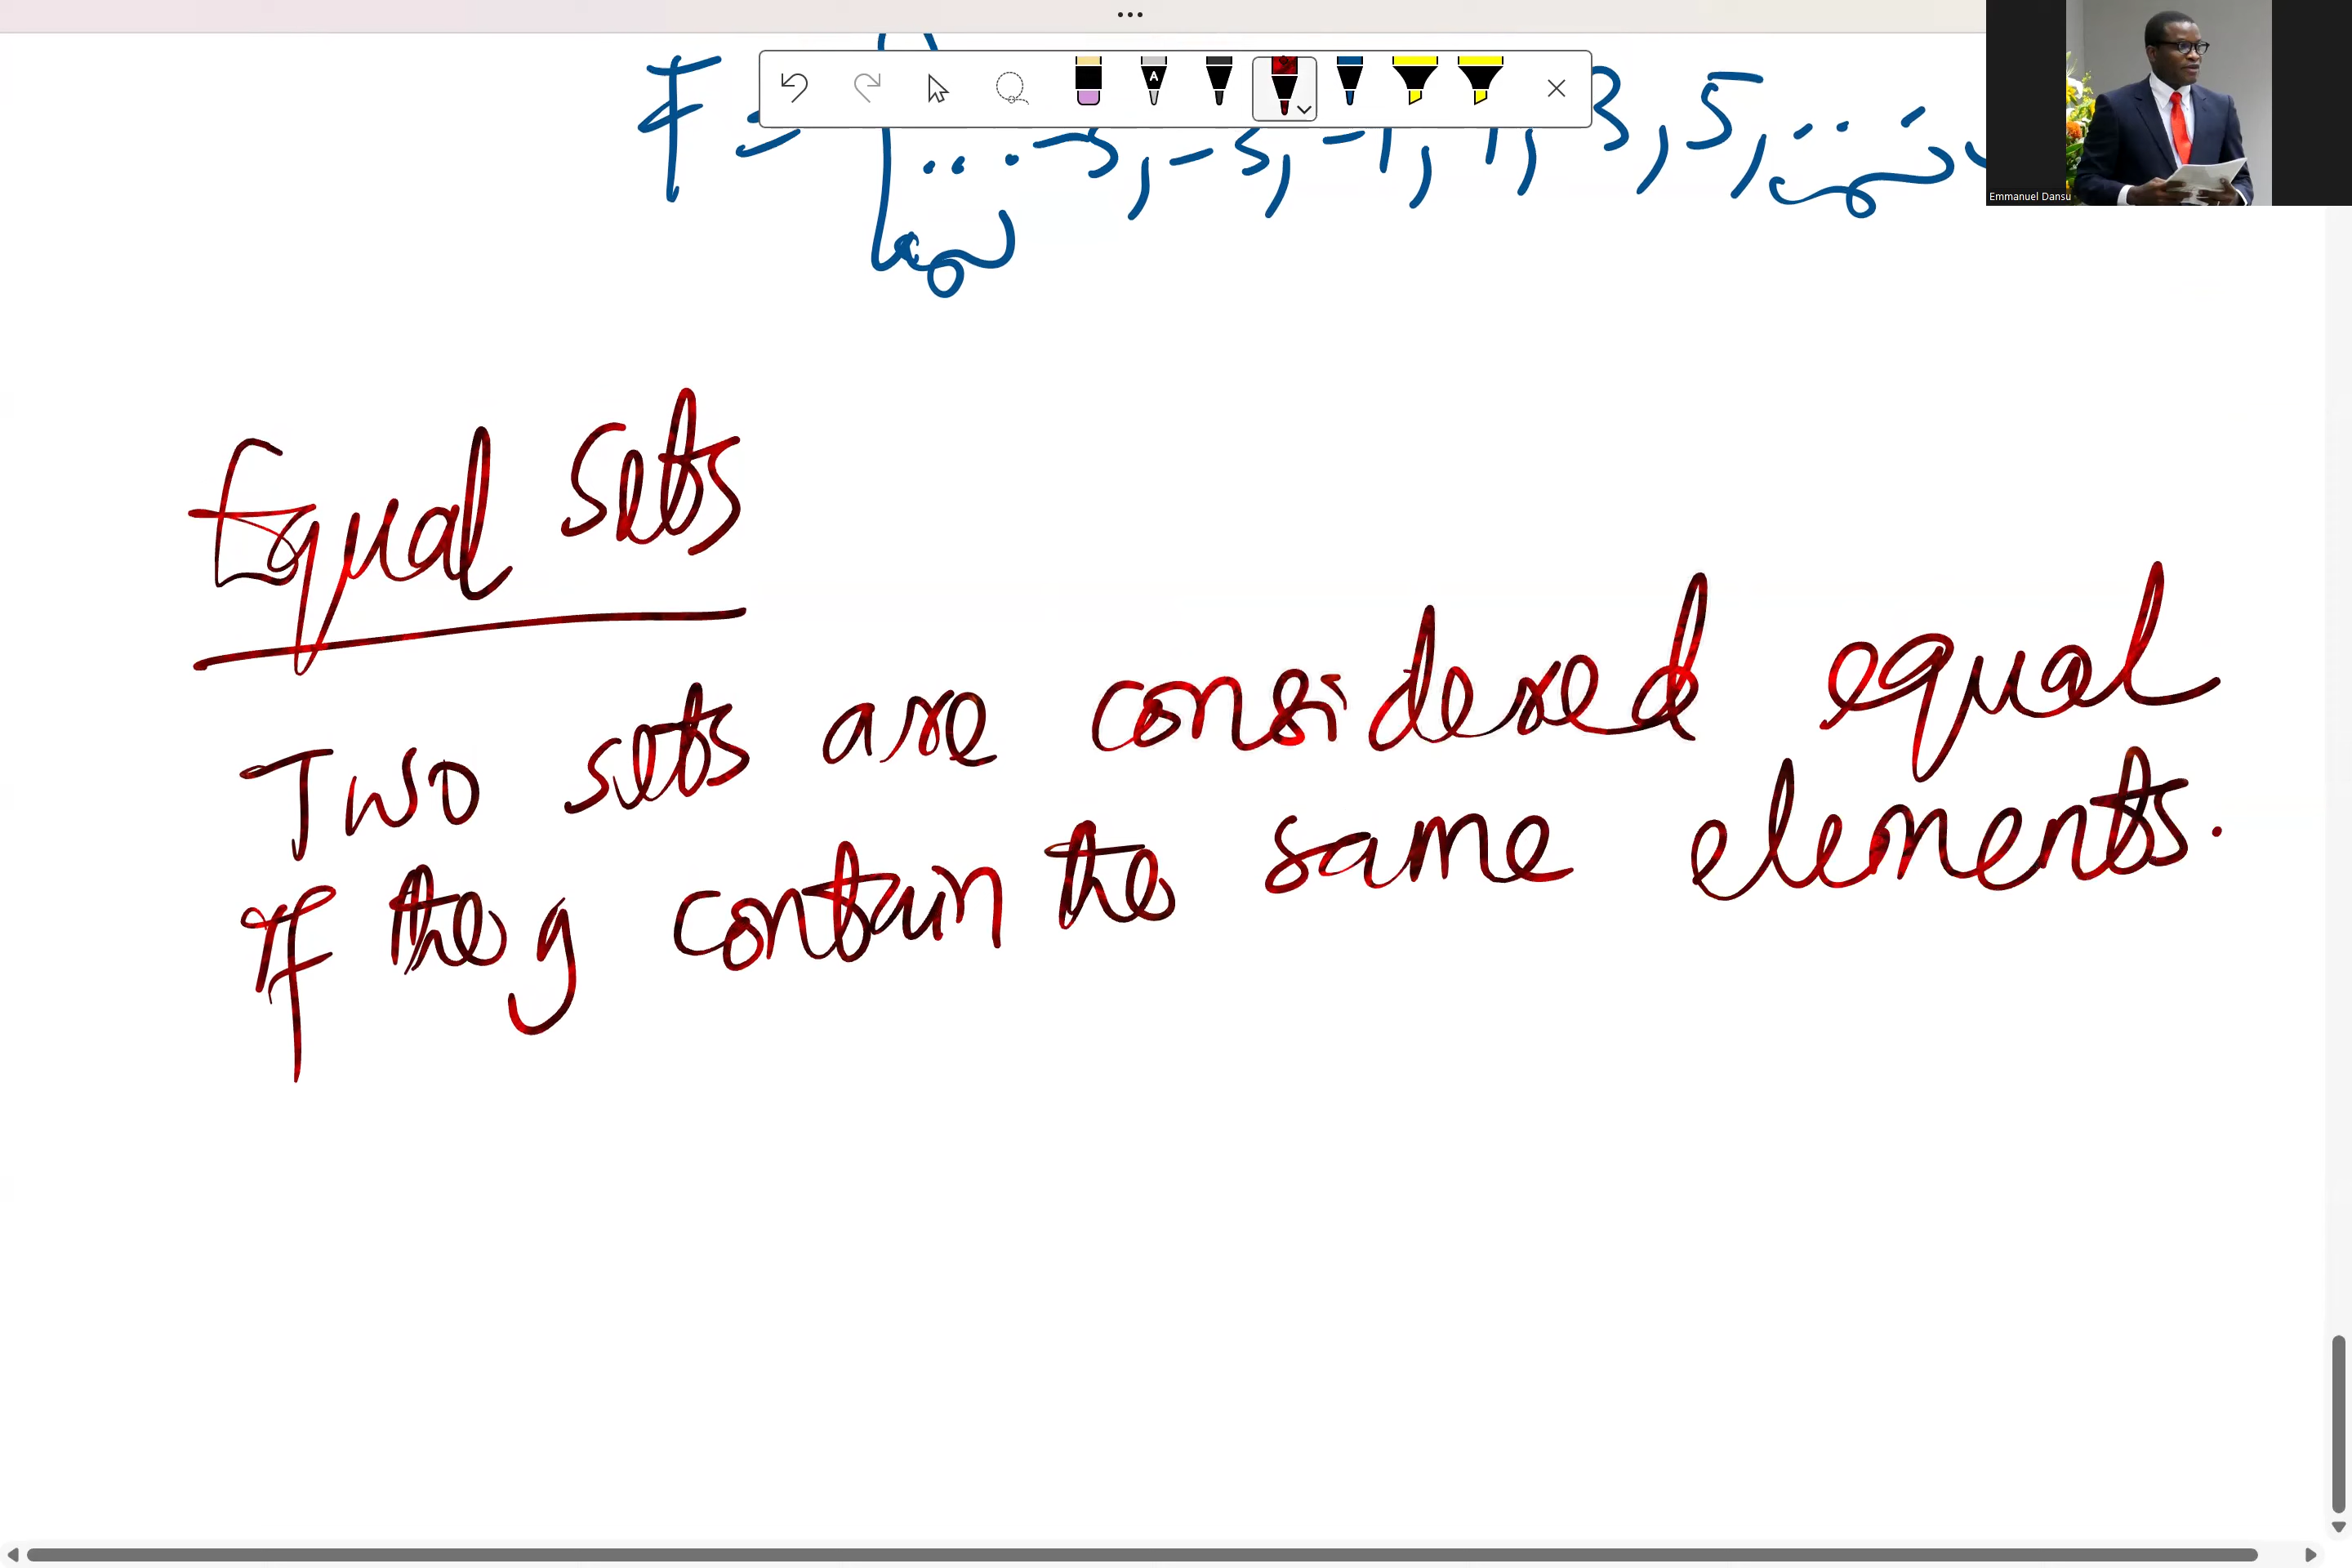 F = {... -5, -3, -1, 1, 3, 5, ...
Emmanuel Dansu
Equal sets
Two sets are considered equal
if they contain the same elements.